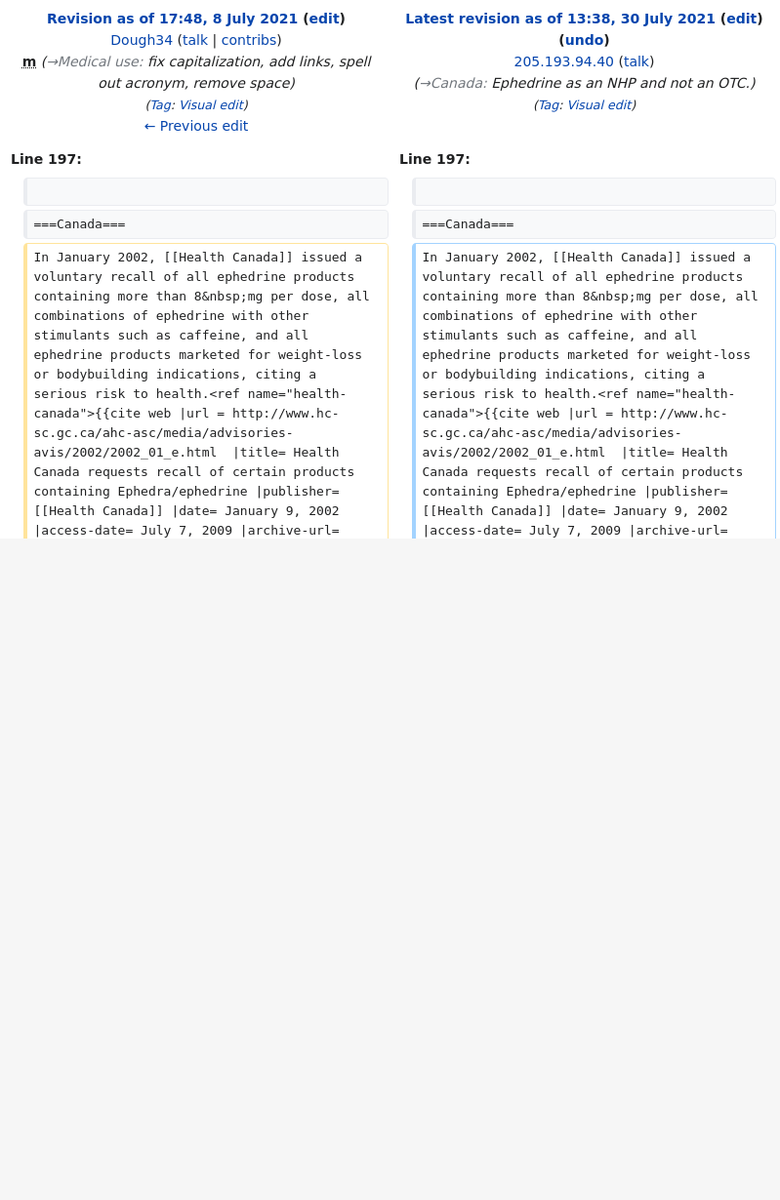 Revision as of 17:48, 8 July 2021 (edit)
Dough34 (talk | contribs)
m (→Medical use: fix capitalization, add links, spell
out acronym, remove space)
(Tag: Visual edit)
← Previous edit
Latest revision as of 13:38, 30 July 2021 (edit)
(undo)
205.193.94.40 (talk)
(→Canada: Ephedrine as an NHP and not an OTC.)
(Tag: Visual edit)
Line 197:
Line 197:
===Canada===
===Canada===
In January 2002, [[Health Canada]] issued a
voluntary recall of all ephedrine products
containing more than 8&nbsp;mg per dose, all
combinations of ephedrine with other
stimulants such as caffeine, and all
ephedrine products marketed for weight-loss
or bodybuilding indications, citing a
serious risk to health.<ref name="health-
canada">{{cite web |url = http://www.hc-
sc.gc.ca/ahc-asc/media/advisories-
avis/2002/2002_01_e.html  |title= Health
Canada requests recall of certain products
containing Ephedra/ephedrine |publisher=
[[Health Canada]] |date= January 9, 2002
|access-date= July 7, 2009 |archive-url=
In January 2002, [[Health Canada]] issued a
voluntary recall of all ephedrine products
containing more than 8&nbsp;mg per dose, all
combinations of ephedrine with other
stimulants such as caffeine, and all
ephedrine products marketed for weight-loss
or bodybuilding indications, citing a
serious risk to health.<ref name="health-
canada">{{cite web |url = http://www.hc-
sc.gc.ca/ahc-asc/media/advisories-
avis/2002/2002_01_e.html  |title= Health
Canada requests recall of certain products
containing Ephedra/ephedrine |publisher=
[[Health Canada]] |date= January 9, 2002
|access-date= July 7, 2009 |archive-url=